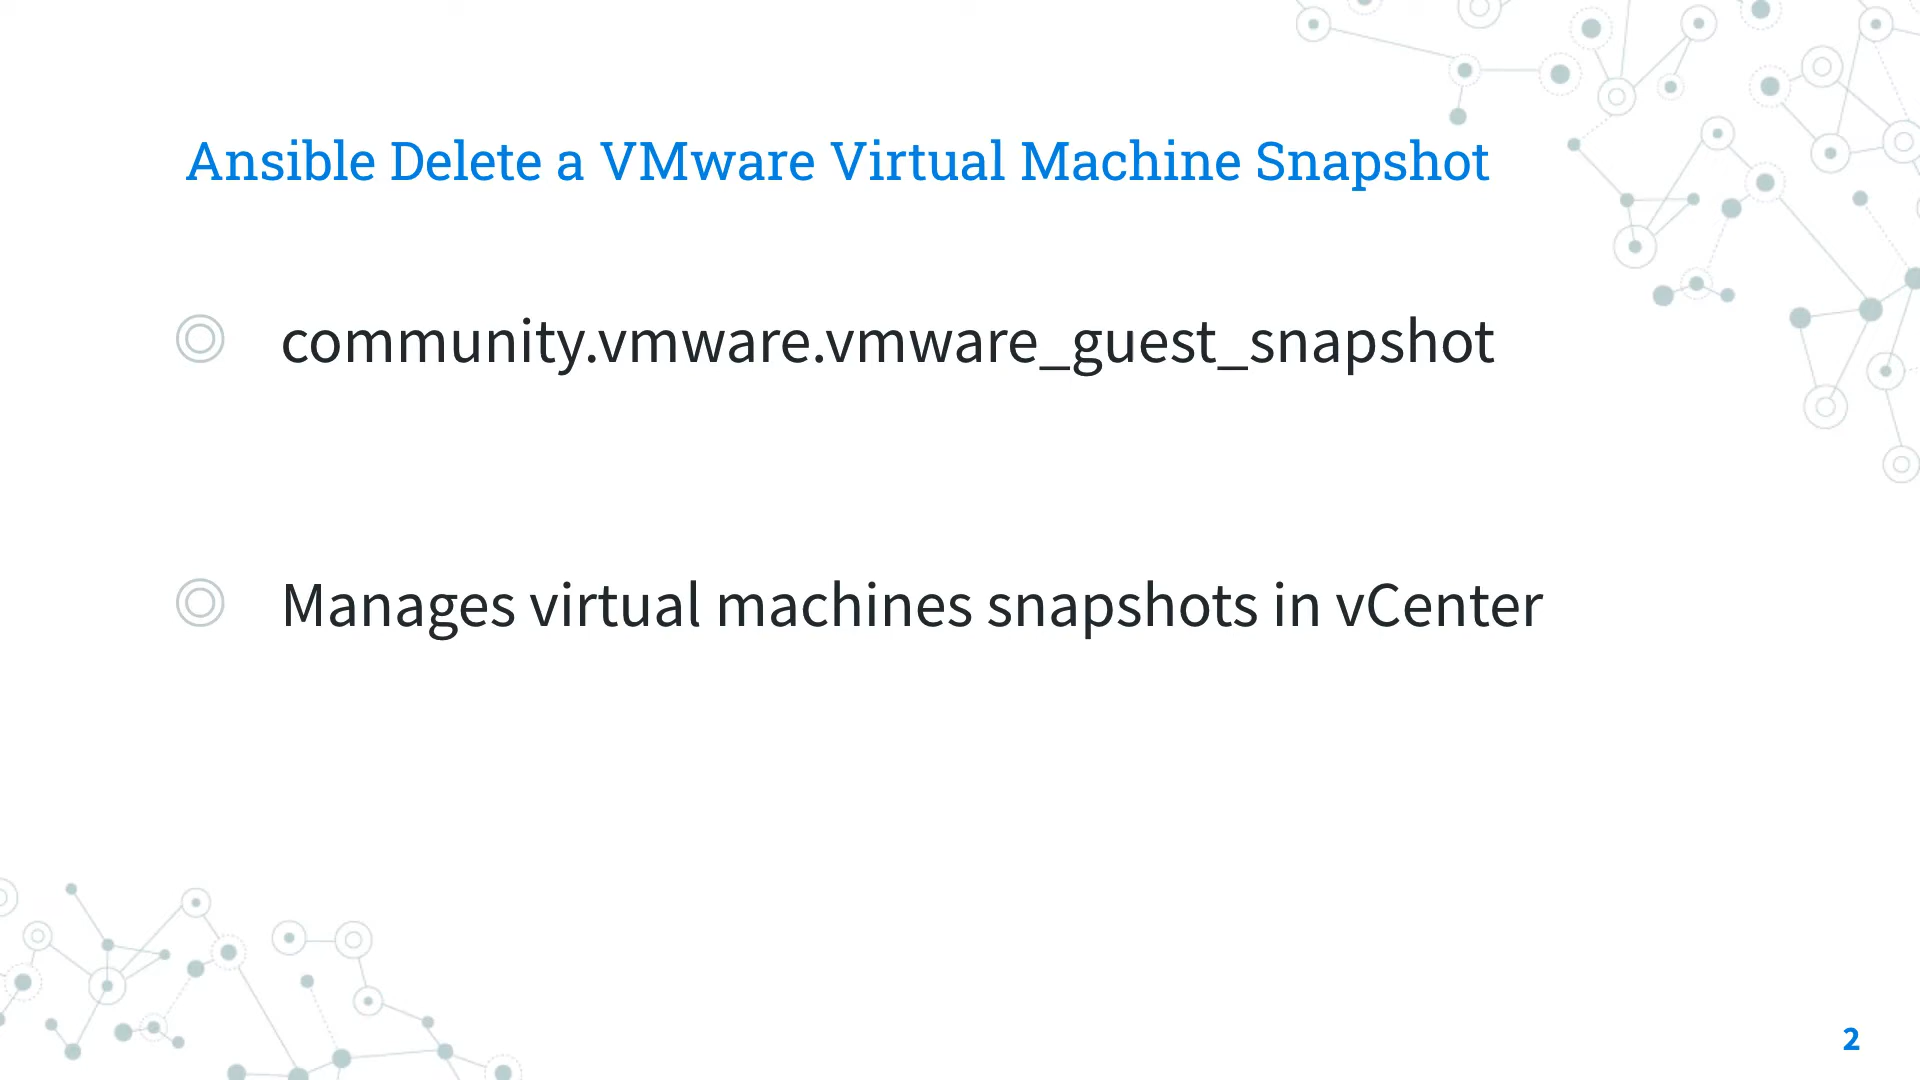 Ansible Delete a VMware Virtual Machine Snapshot
community.vmware.vmware_guest_snapshot
Manages virtual machines snapshots in vCenter
2